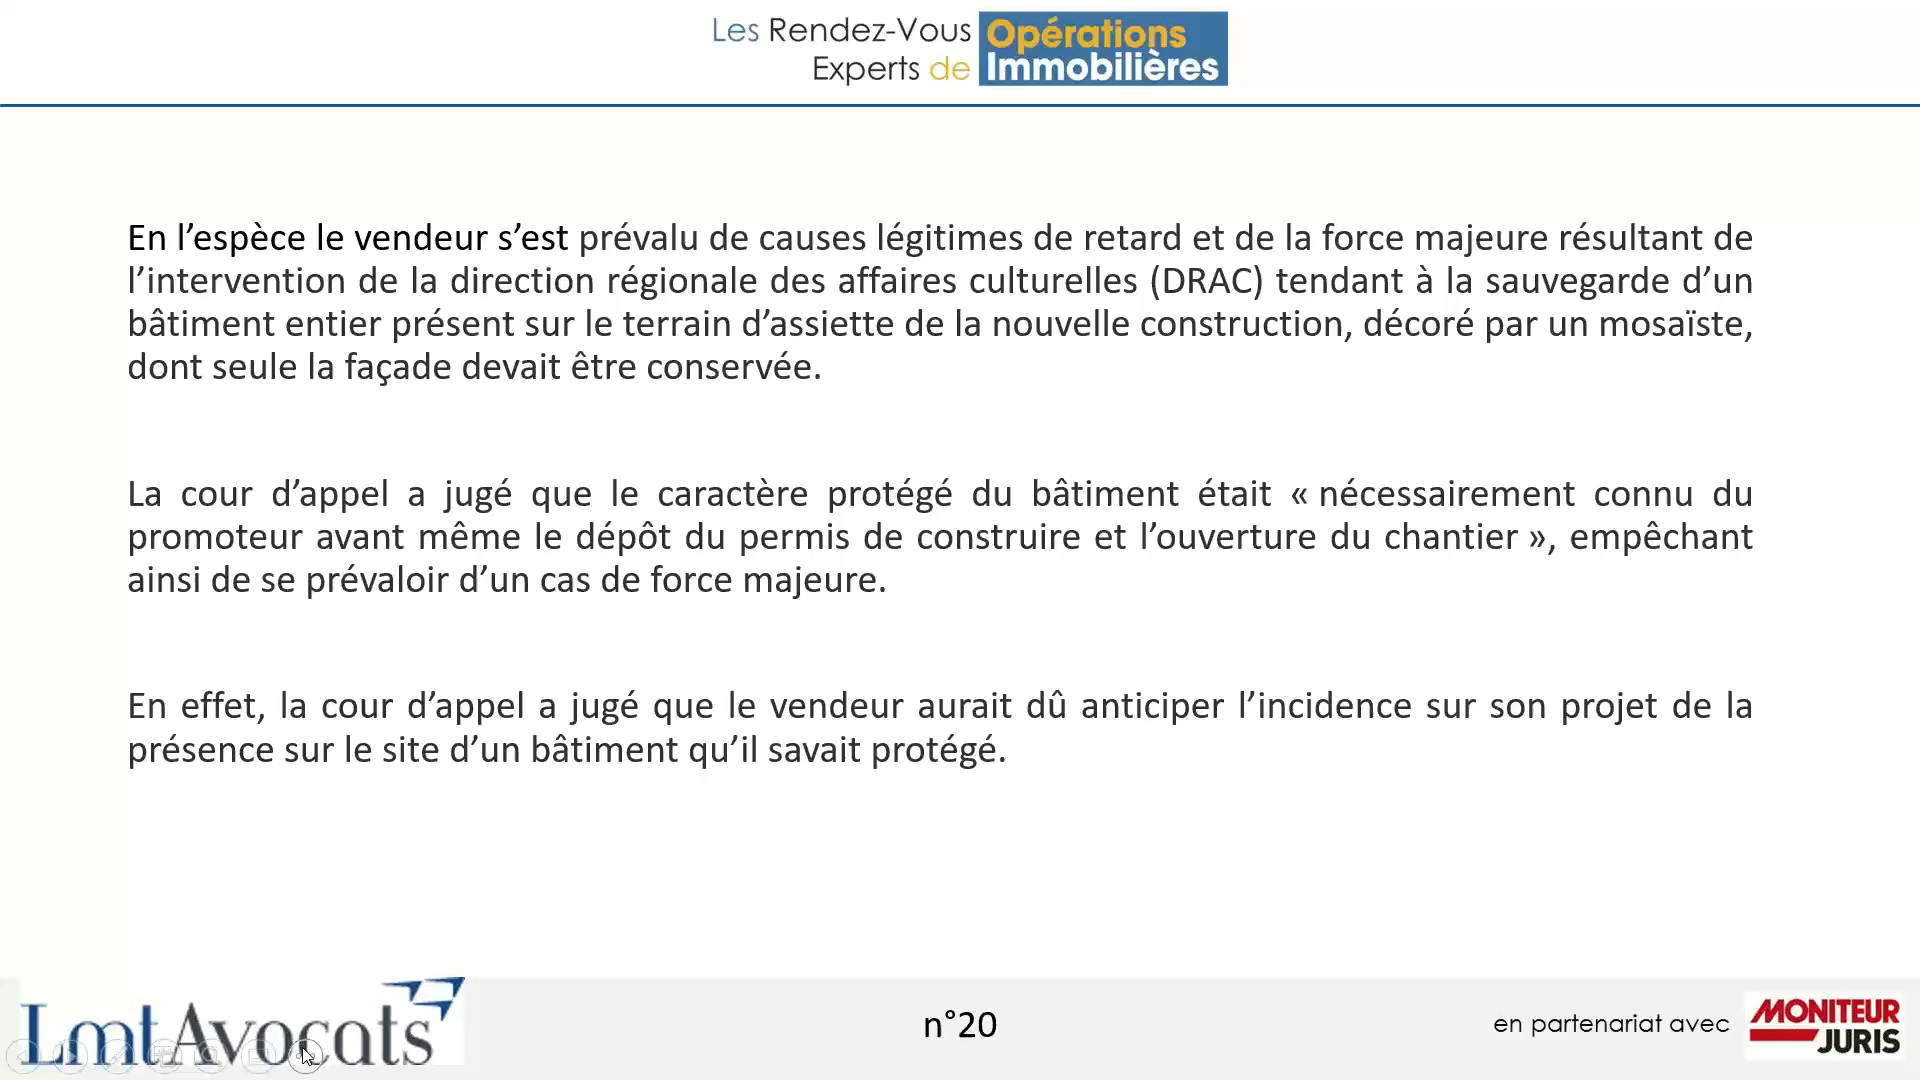 Les Rendez-Vous
Experts de
Opérations
Immobilières
En l’espèce le vendeur s’est prévalu de causes légitimes de retard et de la force majeure résultant de
l’intervention de la direction régionale des affaires culturelles (DRAC) tendant à la sauvegarde d’un
bâtiment entier présent sur le terrain d’assiette de la nouvelle construction, décoré par un mosaïste,
dont seule la façade devait être conservée.
La cour d’appel a jugé que le caractère protégé du bâtiment était « nécessairement connu du
promoteur avant même le dépôt du permis de construire et l’ouverture du chantier », empêchant
ainsi de se prévaloir d’un cas de force majeure.
En effet, la cour d’appel a jugé que le vendeur aurait dû anticiper l’incidence sur son projet de la
présence sur le site d’un bâtiment qu’il savait protégé.
Lmt Avocats
n°20
en partenariat avec
MONITEUR
JURIS